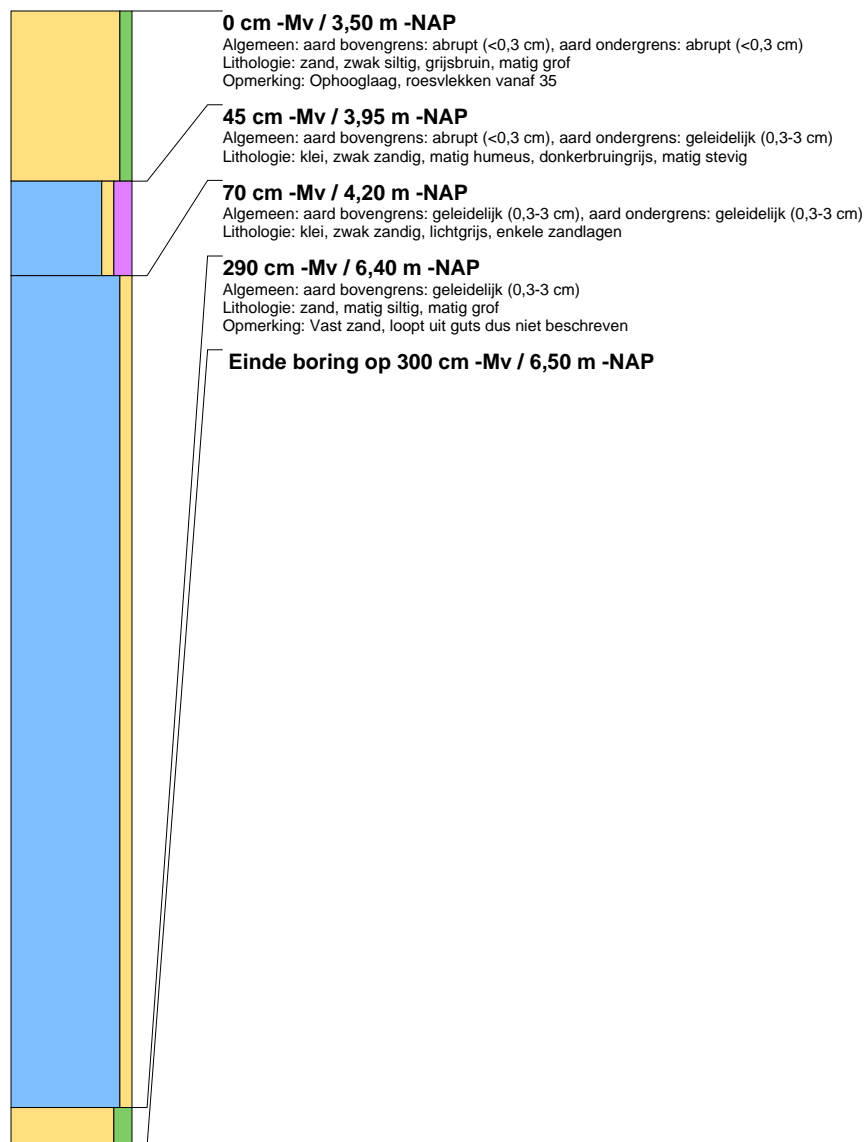 0 cm -Mv / 3,50 m -NAP
Algemeen: aard bovengrens: abrupt (<0,3 cm), aard ondergrens: abrupt (<0,3 cm)
Lithologie: zand, zwak siltig, grijsbruin, matig grof
Opmerking: Ophooglaag, roesvlekken vanaf 35
45 cm -Mv / 3,95 m -NAP
Algemeen: aard bovengrens: abrupt (<0,3 cm), aard ondergrens: geleidelijk (0,3-3 cm)
Lithologie: klei, zwak zandig, matig humeus, donkerbruingrijs, matig stevig
70 cm -Mv / 4,20 m -NAP
Algemeen: aard bovengrens: geleidelijk (0,3-3 cm), aard ondergrens: geleidelijk (0,3-3 cm)
Lithologie: klei, zwak zandig, lichtgrijs, enkele zandlagen
290 cm -Mv / 6,40 m -NAP
Algemeen: aard bovengrens: geleidelijk (0,3-3 cm)
Lithologie: zand, matig siltig, matig grof
Opmerking: Vast zand, loopt uit guts dus niet beschreven
Einde boring op 300 cm -Mv / 6,50 m -NAP